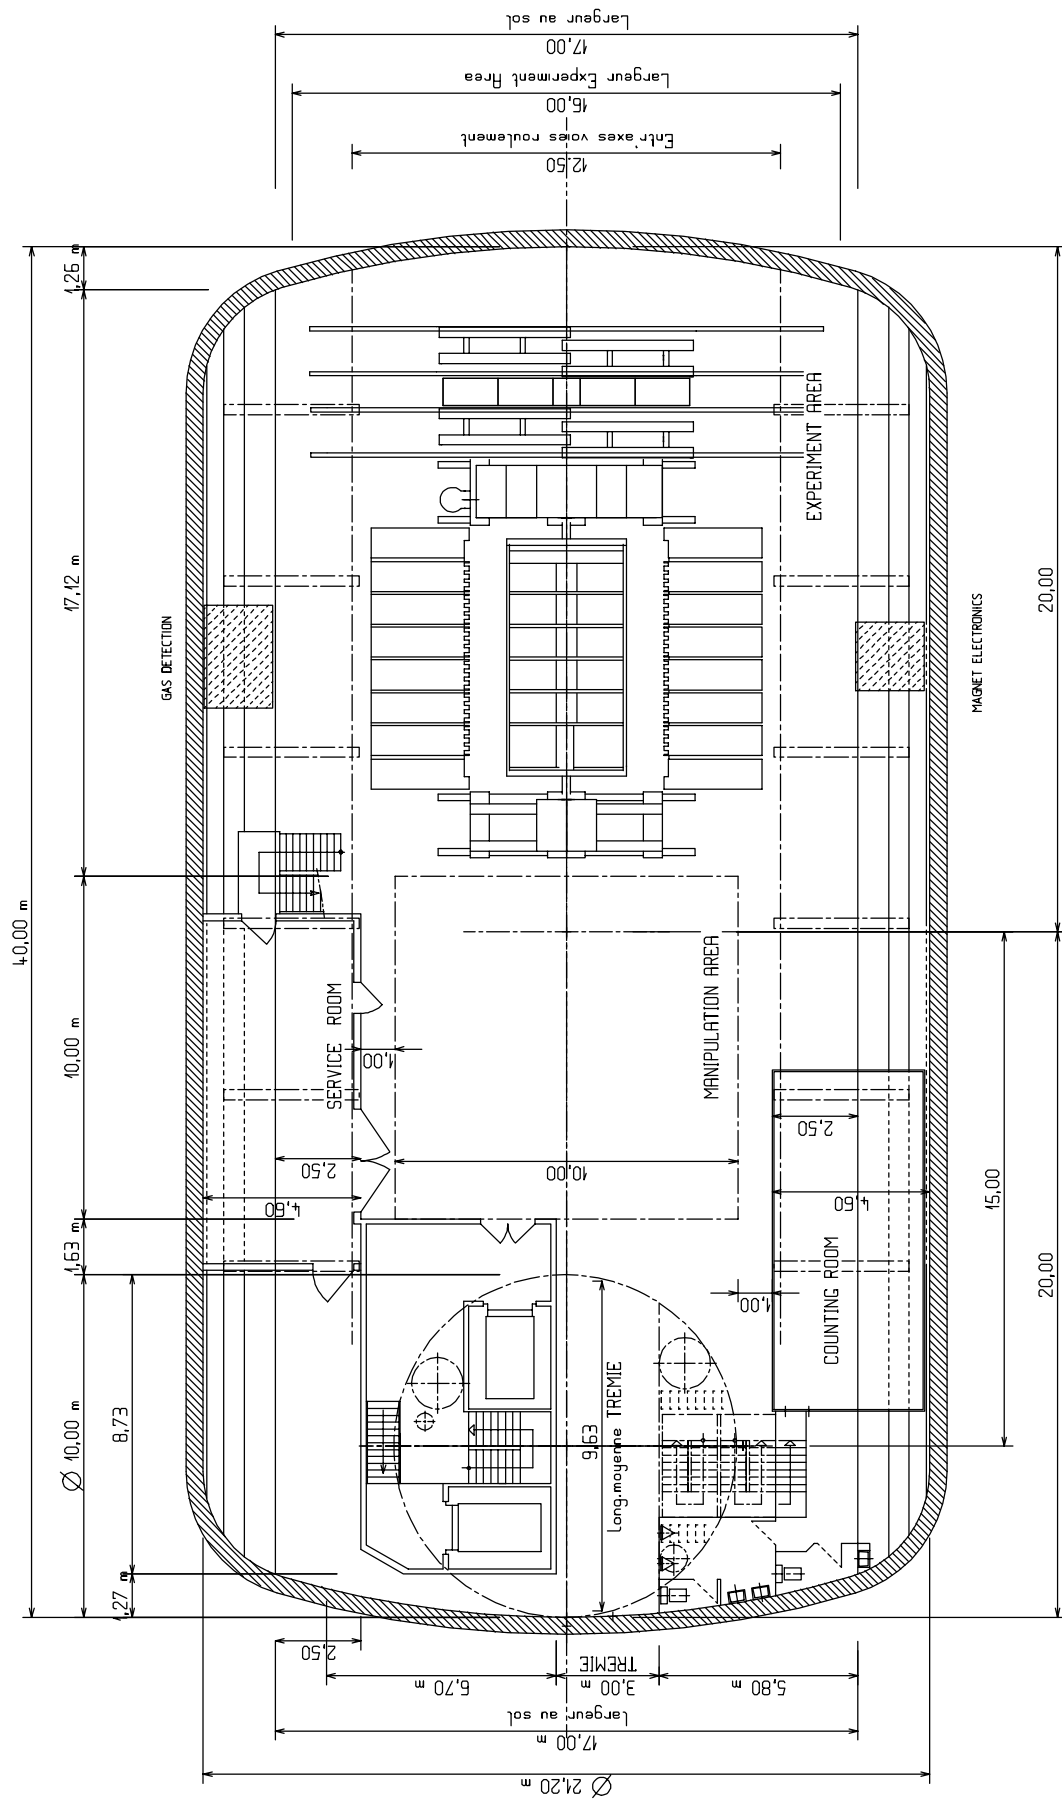 Largeur au sol
17,00
Largeur Experiment Area
16,00
Entr'axes voies roulement
12.50
1,26 m
17,12 m
40,00 m
10,00 m
1,63 m
Ø 10,00 m
8,73
1,27 m
GAS DETECTION
MAGNET ELECTRONICS
EXPERIMENT AREA
20,00
SERVICE ROOM
MANIPULATION AREA
1,00
2,50
4,60
10,00
2,50
4,60
15,00
1,00
COUNTING ROOM
9,63
Long.moyenne TREMIE
20,00
2,50
TREMIE
6,70 m
3,00 m
5,80 m
largeur au sol
17,00 m
Ø 21,20 m